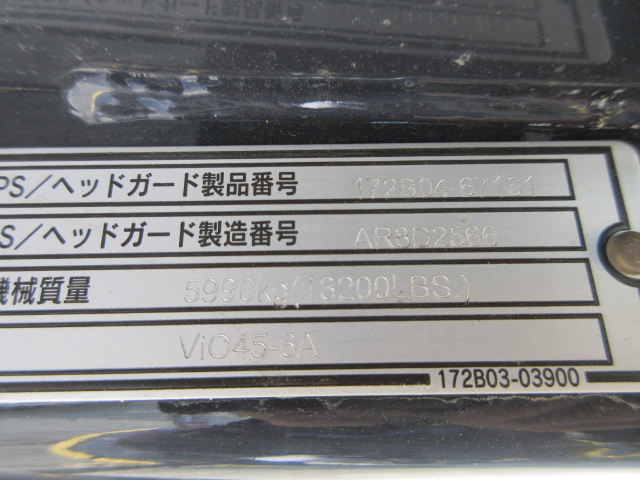 PS/ヘッドガード製品番号 172B04-67151
S/ヘッドガード製造番号 AR8D2566
機械質量 5990kg(13200LBS.)
ViO45-6A
172B03-03900